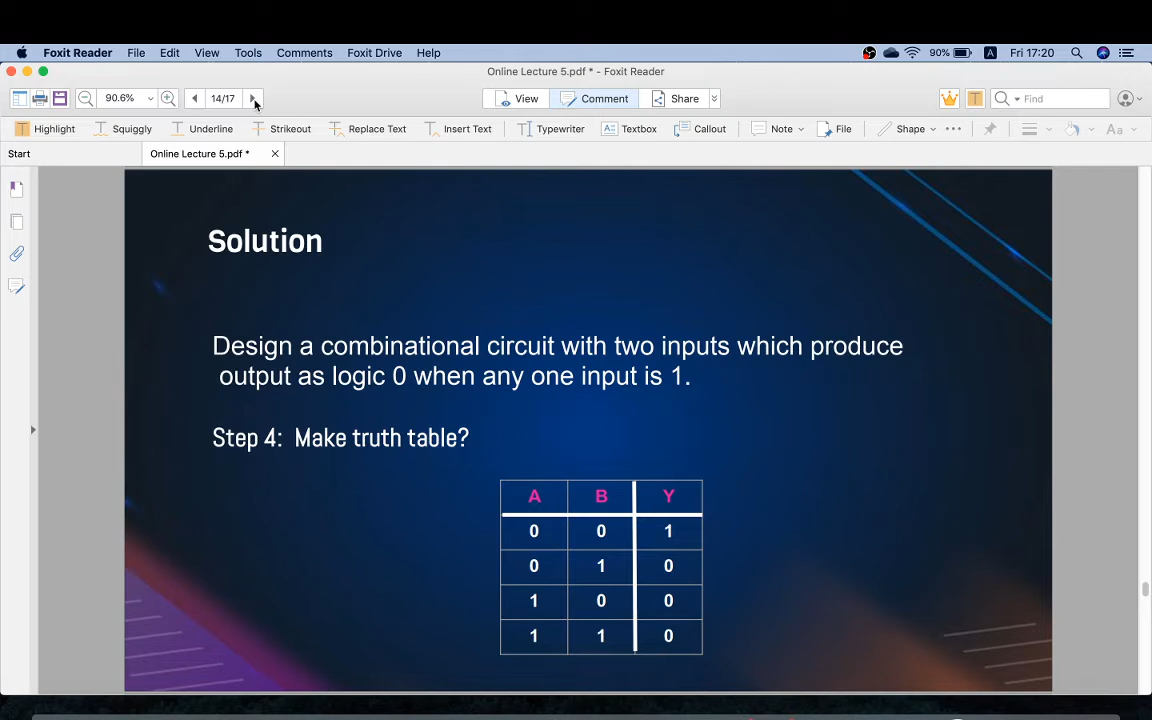 Foxit Reader File Edit View Tools Comments Foxit Drive Help 90% A Fri 17:20
Online Lecture 5.pdf * - Foxit Reader
90.6% 14/17 View Comment Share Find
Highlight Squiggly Underline Strikeout Replace Text Insert Text Typewriter Textbox Callout Note File Shape Aa
Start Online Lecture 5.pdf *
Solution
Design a combinational circuit with two inputs which produce
output as logic 0 when any one input is 1.
Step 4: Make truth table?
A B Y
0 0 1
0 1 0
1 0 0
1 1 0